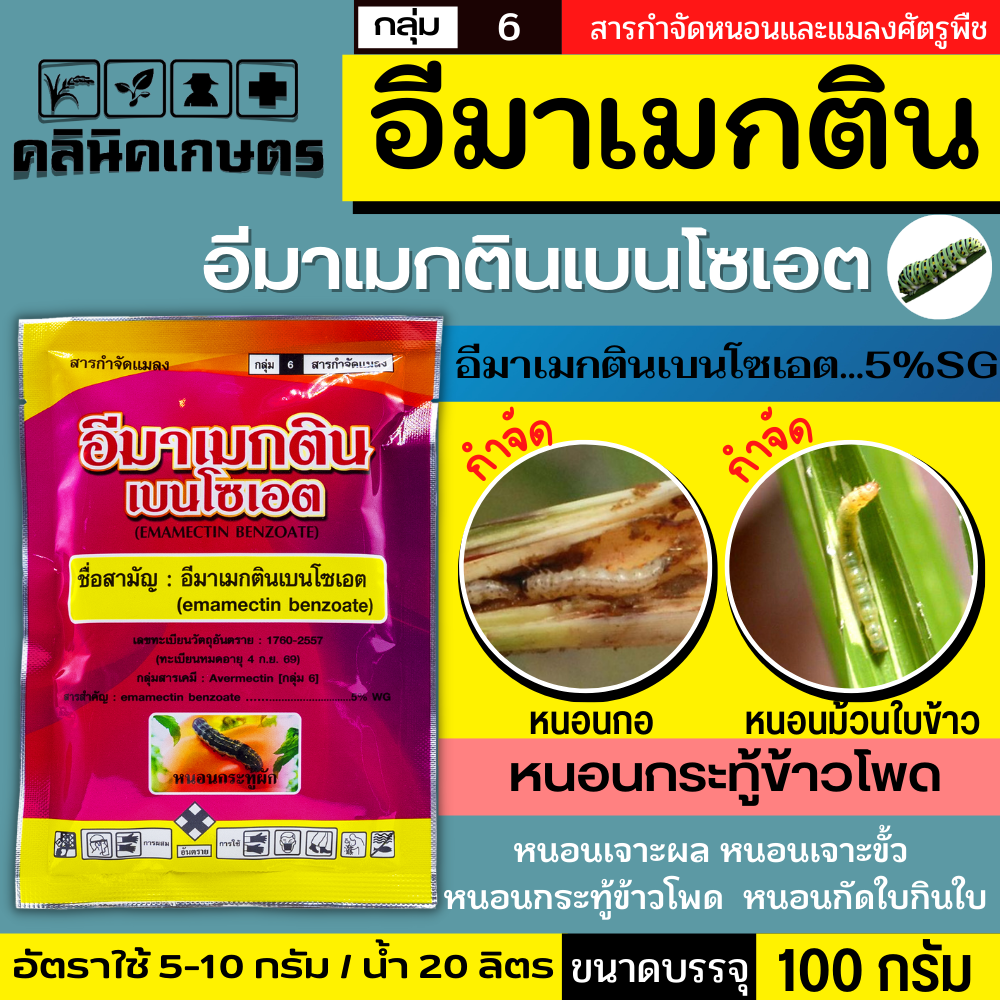 กลุ่ม 6 สารกำจัดหนอนและแมลงศัตรูพืช
คลินิคเกษตร
อีมาเมกติน
อีมาเมกตินเบนโซเอต
อีมาเมกตินเบนโซเอต...5%SG
สารกำจัดแมลง
กลุ่ม 6 สารกำจัดแมลง
อีมาเมกติน
เบนโซเอต
(EMAMECTIN BENZOATE)
ชื่อสามัญ : อีมาเมกตินเบนโซเอต
(emamectin benzoate)
เลขทะเบียนวัตถุอันตราย : 1760-2557
(ทะเบียนหมดอายุ 4 ก.ย. 69)
กลุ่มสารเคมี : Avermectin [กลุ่ม 6]
สารสำคัญ : emamectin benzoate ........................5% WG
หนอนกระทู้ผัก
การผสม
อันตราย
การใช้
กำจัด
กำจัด
หนอนกอ
หนอนม้วนใบข้าว
หนอนกระทู้ข้าวโพด
หนอนเจาะผล หนอนเจาะขั้ว
หนอนกระทู้ข้าวโพด หนอนกัดใบกินใบ
อัตราใช้ 5-10 กรัม / น้ำ 20 ลิตร
ขนาดบรรจุ 100 กรัม